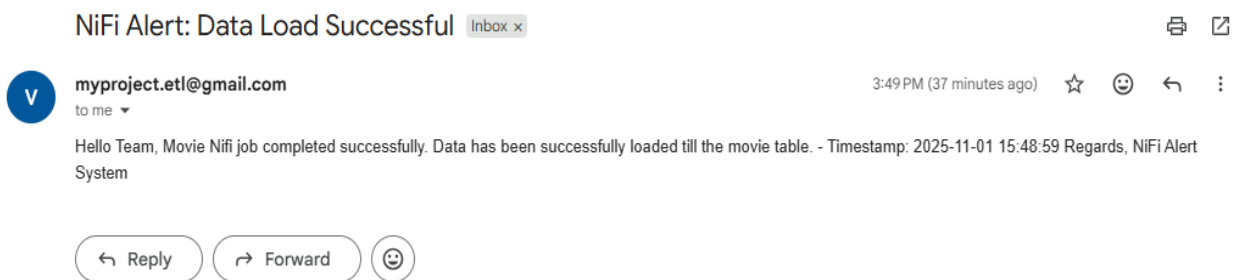 NiFi Alert: Data Load Successful Inbox ×
V
myproject.etl@gmail.com 3:49 PM (37 minutes ago)
to me
Hello Team, Movie Nifi job completed successfully. Data has been successfully loaded till the movie table. - Timestamp: 2025-11-01 15:48:59 Regards, NiFi Alert
System
Reply Forward